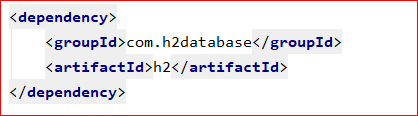 <dependency>
    <groupId>com.h2database</groupId>
    <artifactId>h2</artifactId>
</dependency>